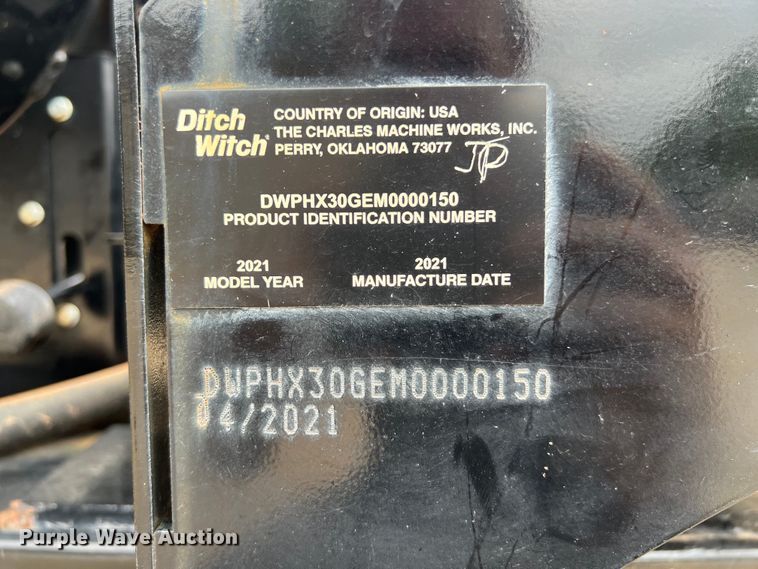 Ditch Witch
COUNTRY OF ORIGIN: USA
THE CHARLES MACHINE WORKS, INC.
PERRY, OKLAHOMA 73077
JP
DWPHX30GEM0000150
PRODUCT IDENTIFICATION NUMBER
2021
MODEL YEAR
2021
MANUFACTURE DATE
DWPHX30GEM0000150
04/2021
Purple Wave Auction